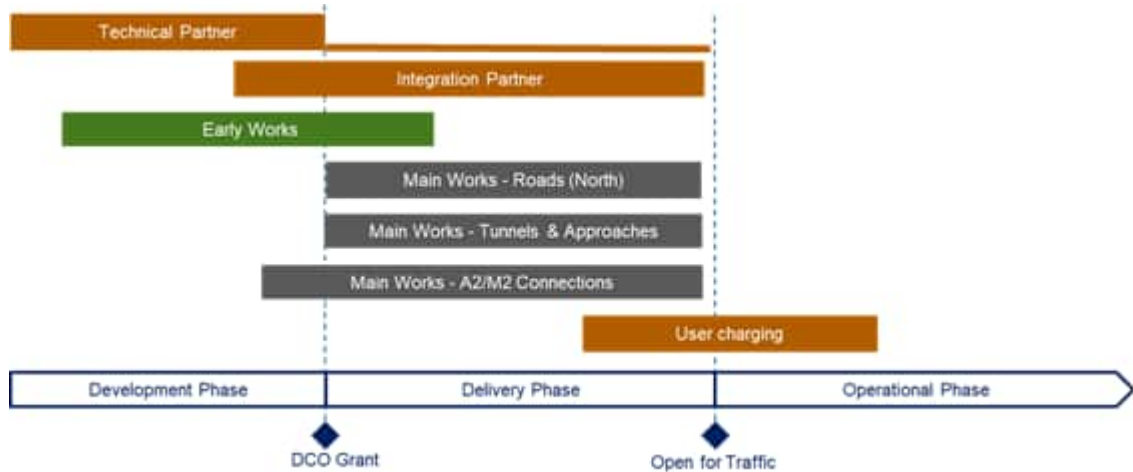 Technical Partner
Integration Partner
Early Works
Main Works - Roads (North)
Main Works - Tunnels & Approaches
Main Works - A2/M2 Connections
User charging
Development Phase
Delivery Phase
Operational Phase
DCO Grant
Open for Traffic